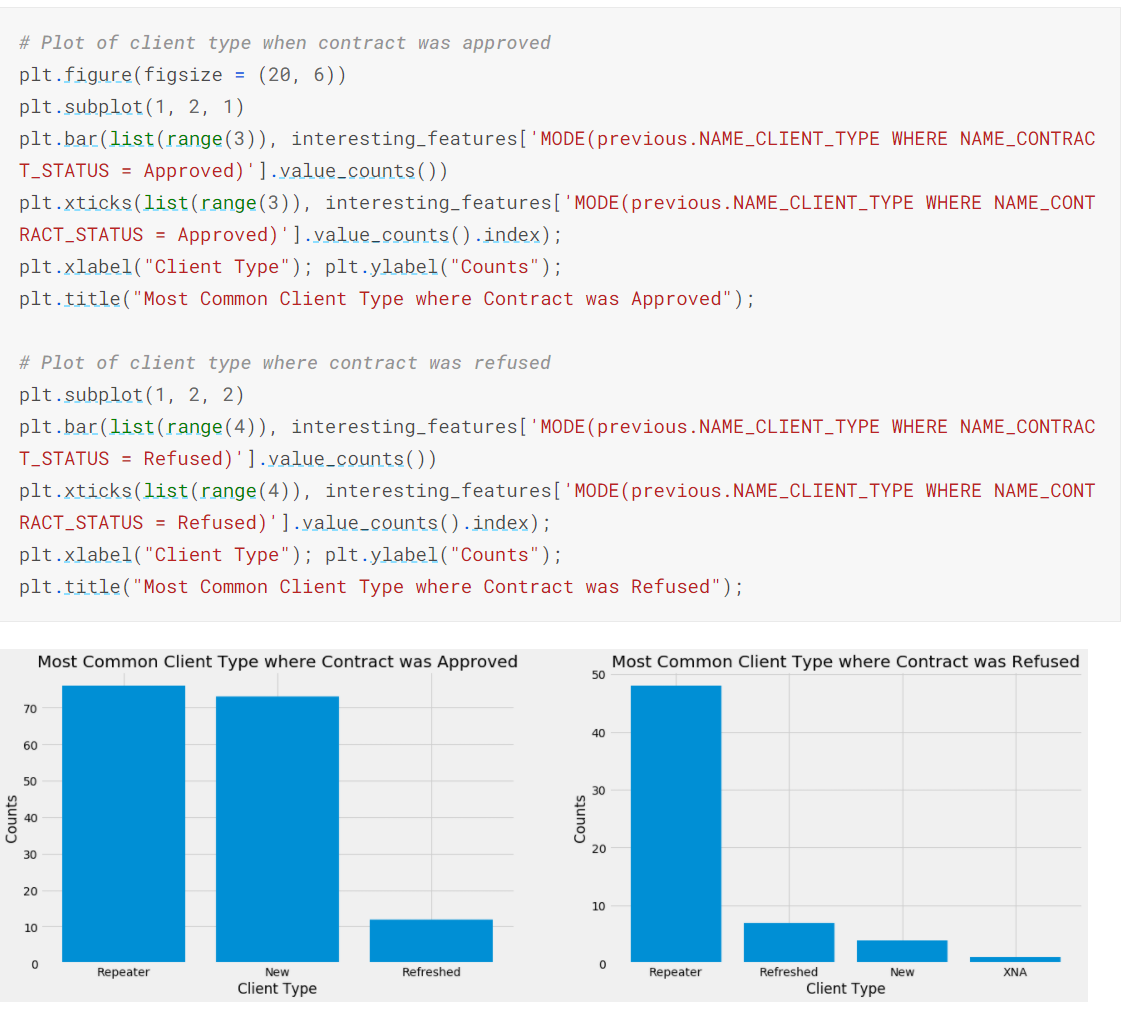 # Plot of client type when contract was approved
plt.figure(figsize = (20, 6))
plt.subplot(1, 2, 1)
plt.bar(list(range(3)), interesting_features['MODE(previous.NAME_CLIENT_TYPE WHERE NAME_CONTRAC
T_STATUS = Approved)'].value_counts())
plt.xticks(list(range(3)), interesting_features['MODE(previous.NAME_CLIENT_TYPE WHERE NAME_CONT
RACT_STATUS = Approved)'].value_counts().index);
plt.xlabel("Client Type"); plt.ylabel("Counts");
plt.title("Most Common Client Type where Contract was Approved");
# Plot of client type where contract was refused
plt.subplot(1, 2, 2)
plt.bar(list(range(4)), interesting_features['MODE(previous.NAME_CLIENT_TYPE WHERE NAME_CONTRAC
T_STATUS = Refused)'].value_counts())
plt.xticks(list(range(4)), interesting_features['MODE(previous.NAME_CLIENT_TYPE WHERE NAME_CONT
RACT_STATUS = Refused)'].value_counts().index);
plt.xlabel("Client Type"); plt.ylabel("Counts");
plt.title("Most Common Client Type where Contract was Refused");
Most Common Client Type where Contract was Approved
70
60
50
40
30
20
10
0
Counts
Repeater New Refreshed
Client Type
Most Common Client Type where Contract was Refused
50
40
30
20
10
0
Counts
Repeater Refreshed New XNA
Client Type